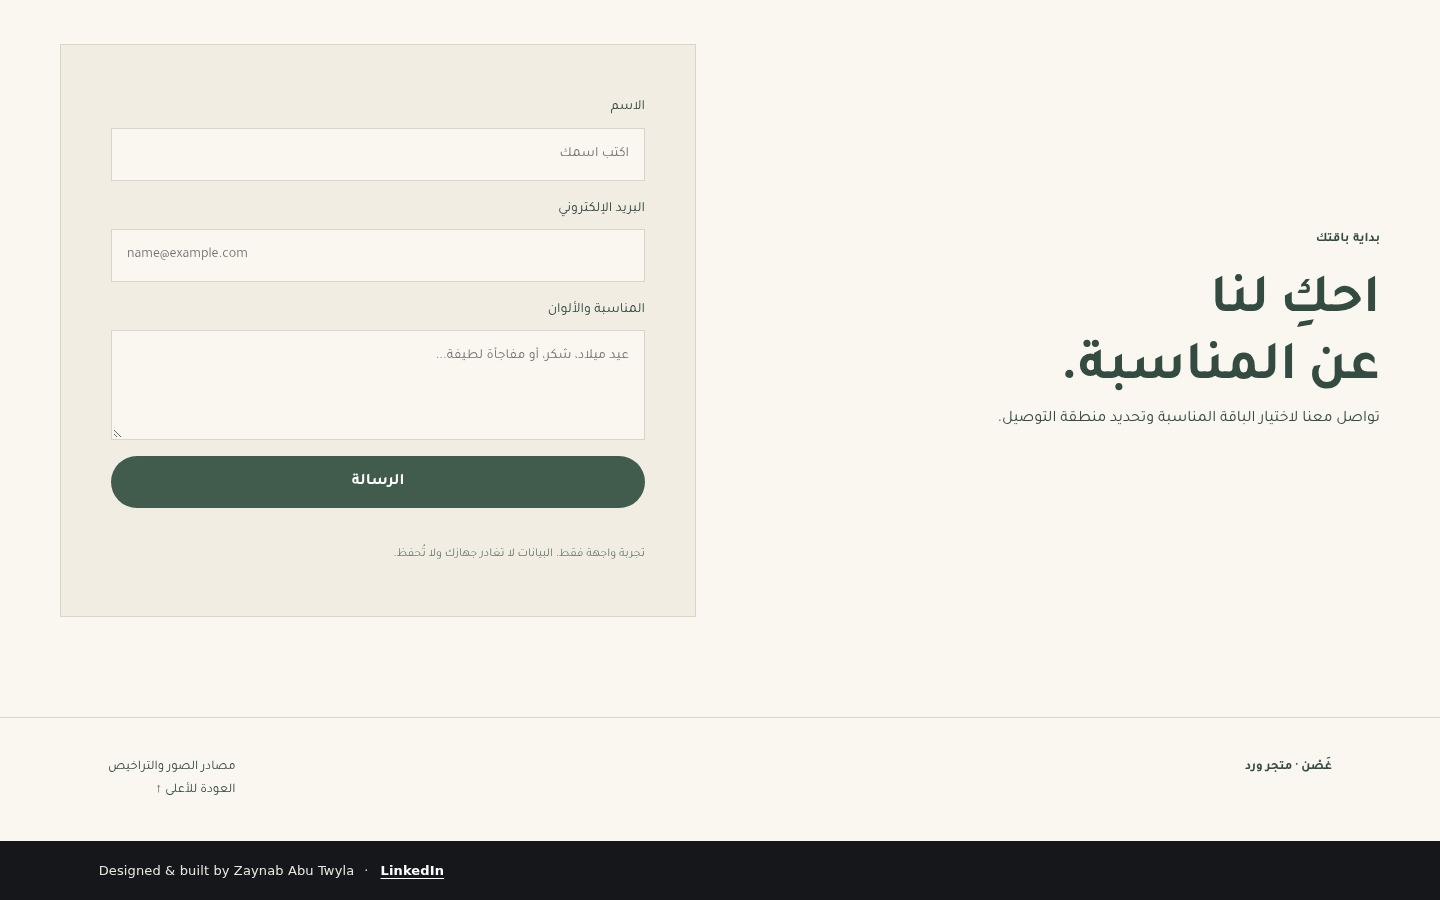 بداية باقتك
احكِ لنا
عن المناسبة.
تواصل معنا لاختيار الباقة المناسبة وتحديد منطقة التوصيل.
الاسم
اكتب اسمك
البريد الإلكتروني
name@example.com
المناسبة والألوان
عيد ميلاد، شكر، أو مفاجأة لطيفة...
الرسالة
تجربة واجهة فقط. البيانات لا تغادر جهازك ولا تُحفظ.
غُصْن · متجر ورد
مصادر الصور والتراخيص
العودة للأعلى ↑
Designed & built by Zaynab Abu Twyla · LinkedIn